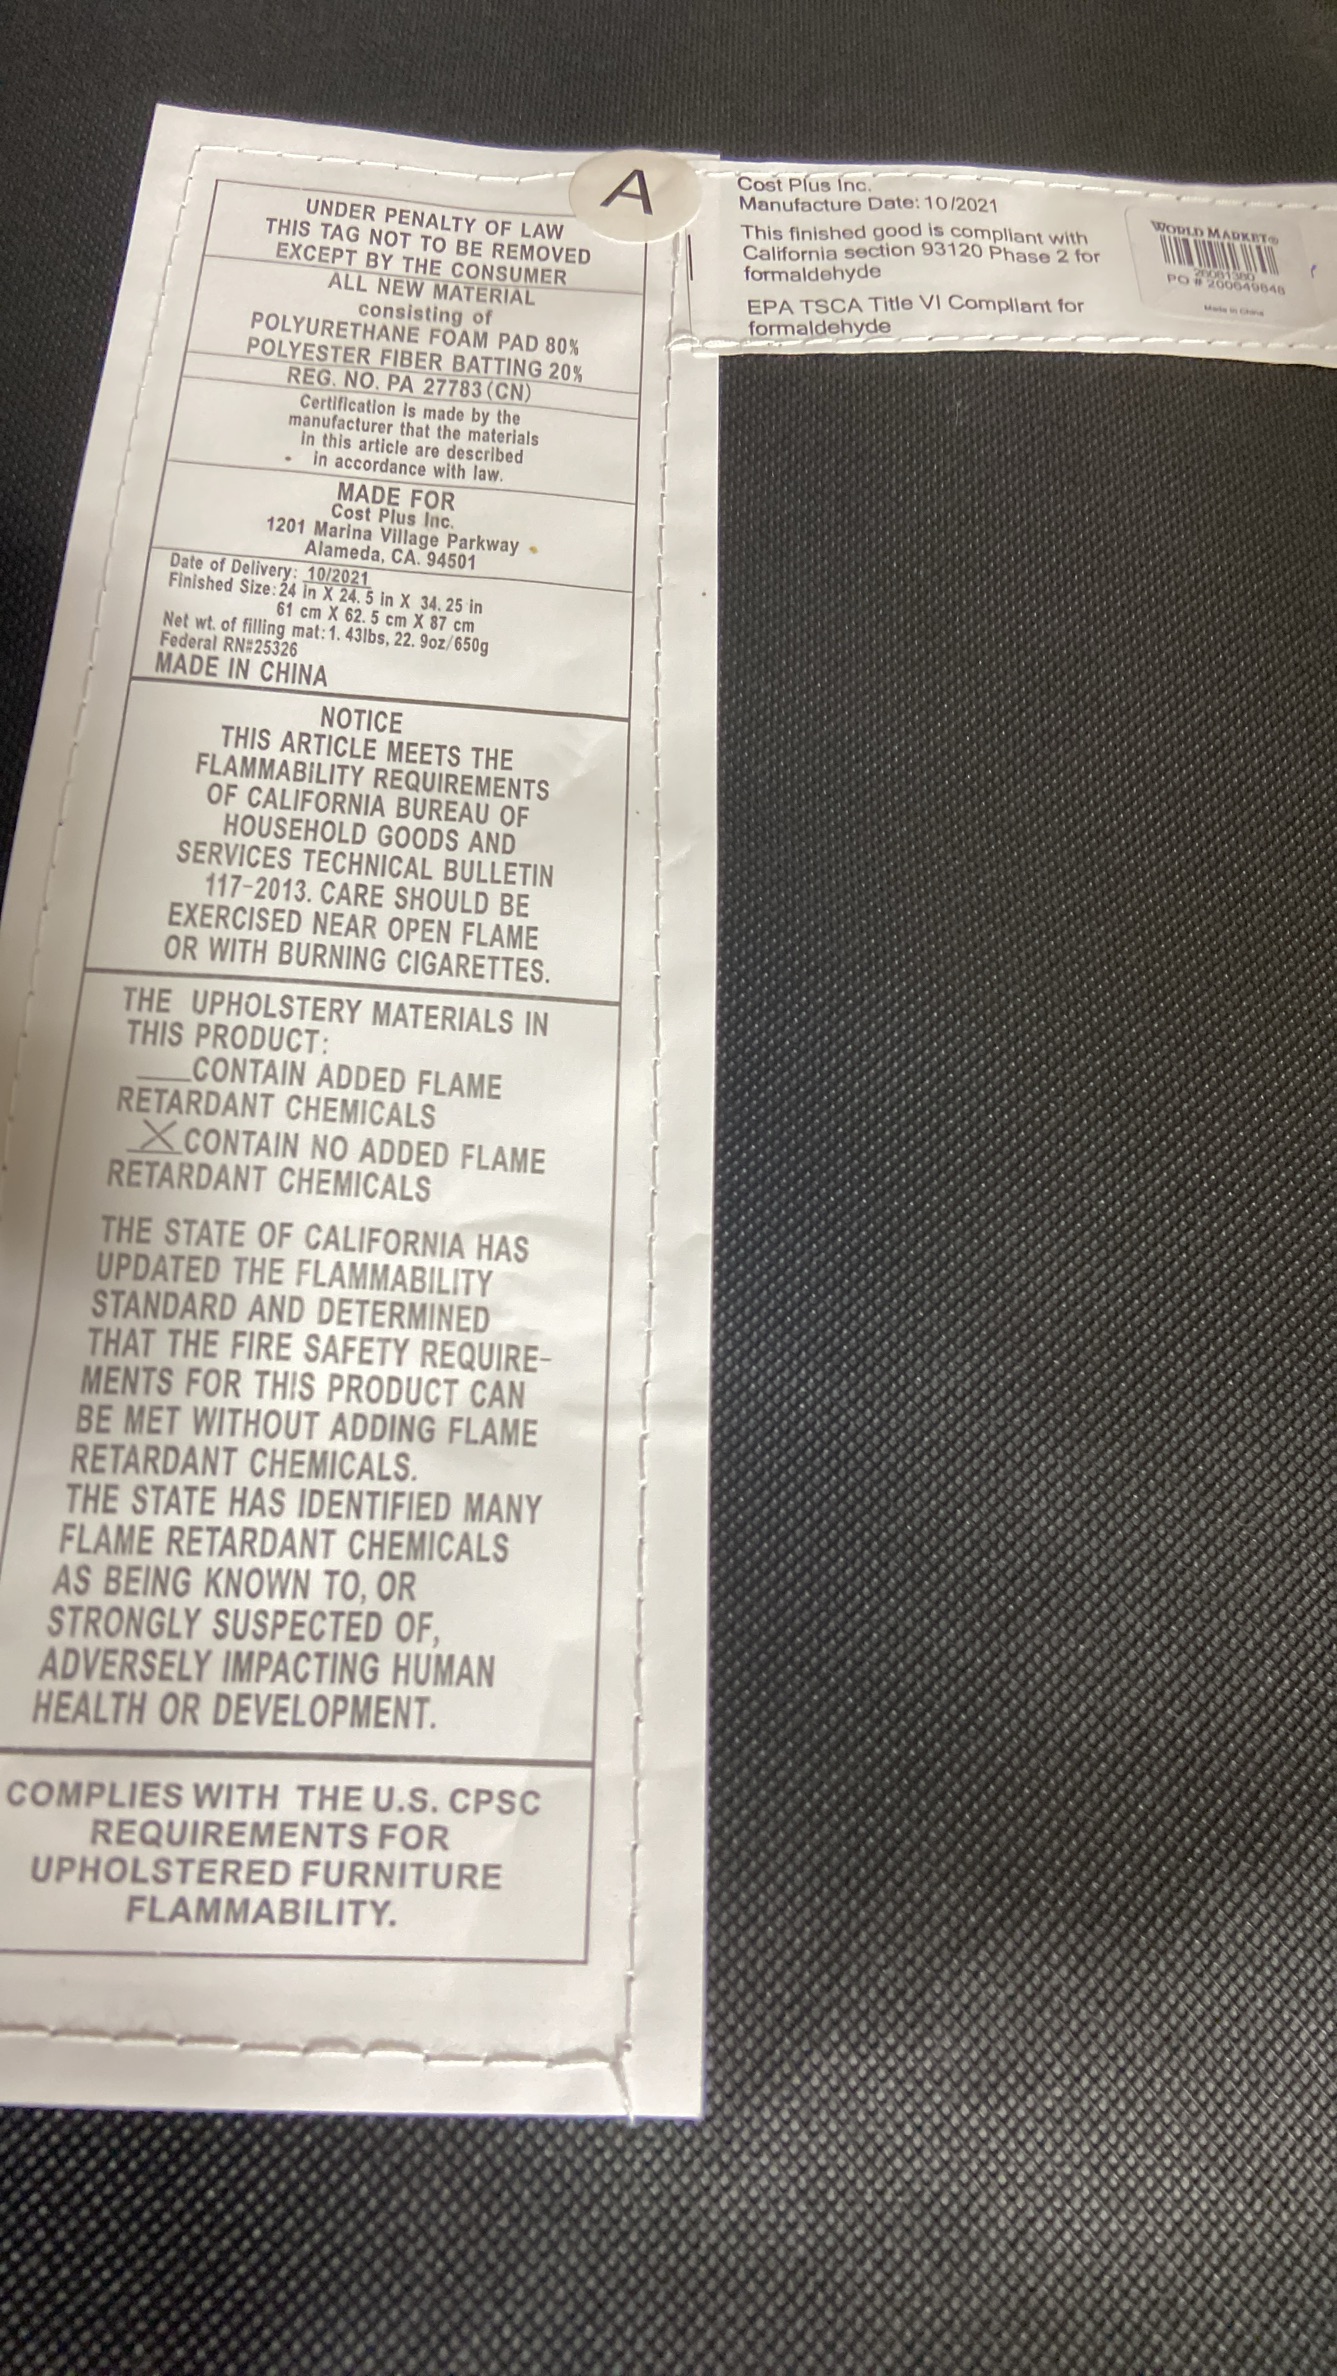 UNDER PENALTY OF LAW
THIS TAG NOT TO BE REMOVED
EXCEPT BY THE CONSUMER
ALL NEW MATERIAL
consisting of
POLYURETHANE FOAM PAD 80%
POLYESTER FIBER BATTING 20%
REG. NO. PA 27783(CN)
Certification is made by the
manufacturer that the materials
in this article are described
in accordance with law.
MADE FOR
Cost Plus Inc.
1201 Marina Village Parkway
Alameda, CA. 94501
Date of Delivery: 10/2021
Finished Size: 24 in X 24.5 in X 34.25 in
61 cm X 62.5 cm X 87 cm
Net wt. of filling mat: 1.43lbs, 22.9oz/650g
Federal RN#25326
MADE IN CHINA
NOTICE
THIS ARTICLE MEETS THE
FLAMMABILITY REQUIREMENTS
OF CALIFORNIA BUREAU OF
HOUSEHOLD GOODS AND
SERVICES TECHNICAL BULLETIN
117-2013. CARE SHOULD BE
EXERCISED NEAR OPEN FLAME
OR WITH BURNING CIGARETTES.
THE UPHOLSTERY MATERIALS IN
THIS PRODUCT:
___CONTAIN ADDED FLAME
RETARDANT CHEMICALS
X CONTAIN NO ADDED FLAME
RETARDANT CHEMICALS
THE STATE OF CALIFORNIA HAS
UPDATED THE FLAMMABILITY
STANDARD AND DETERMINED
THAT THE FIRE SAFETY REQUIRE-
MENTS FOR THIS PRODUCT CAN
BE MET WITHOUT ADDING FLAME
RETARDANT CHEMICALS.
THE STATE HAS IDENTIFIED MANY
FLAME RETARDANT CHEMICALS
AS BEING KNOWN TO, OR
STRONGLY SUSPECTED OF,
ADVERSELY IMPACTING HUMAN
HEALTH OR DEVELOPMENT.
COMPLIES WITH THE U.S. CPSC
REQUIREMENTS FOR
UPHOLSTERED FURNITURE
FLAMMABILITY.
A
Cost Plus Inc.
Manufacture Date: 10/2021
This finished good is compliant with
California section 93120 Phase 2 for
formaldehyde
EPA TSCA Title VI Compliant for
formaldehyde
WORLD MARKET®
PO # 200649848
Made in China